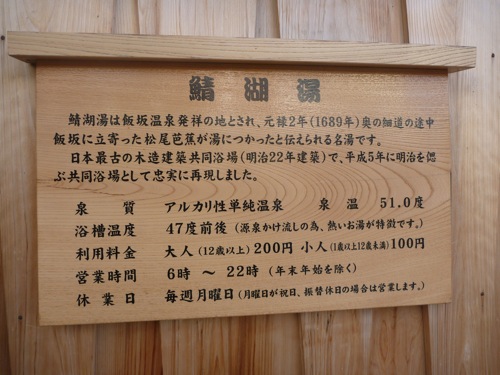 鯖湖湯
鯖湖湯は飯坂温泉発祥の地とされ、元禄2年(1689年)奥の細道の途中
飯坂に立寄った松尾芭蕉が湯につかったと伝えられる名湯です。
日本最古の木造建築共同浴場(明治22年建築)で、平成5年に明治を偲
ぶ共同浴場として忠実に再現しました。
泉質 アルカリ性単純温泉 泉温 51.0度
浴槽温度 47度前後(源泉かけ流しの為、熱いお湯が特徴です。)
利用料金 大人(12歳以上)200円 小人(1歳以上12歳未満)100円
営業時間 6時 〜 22時(年末年始を除く)
休業日 毎週月曜日(月曜日が祝日、振替休日の場合は営業します。)